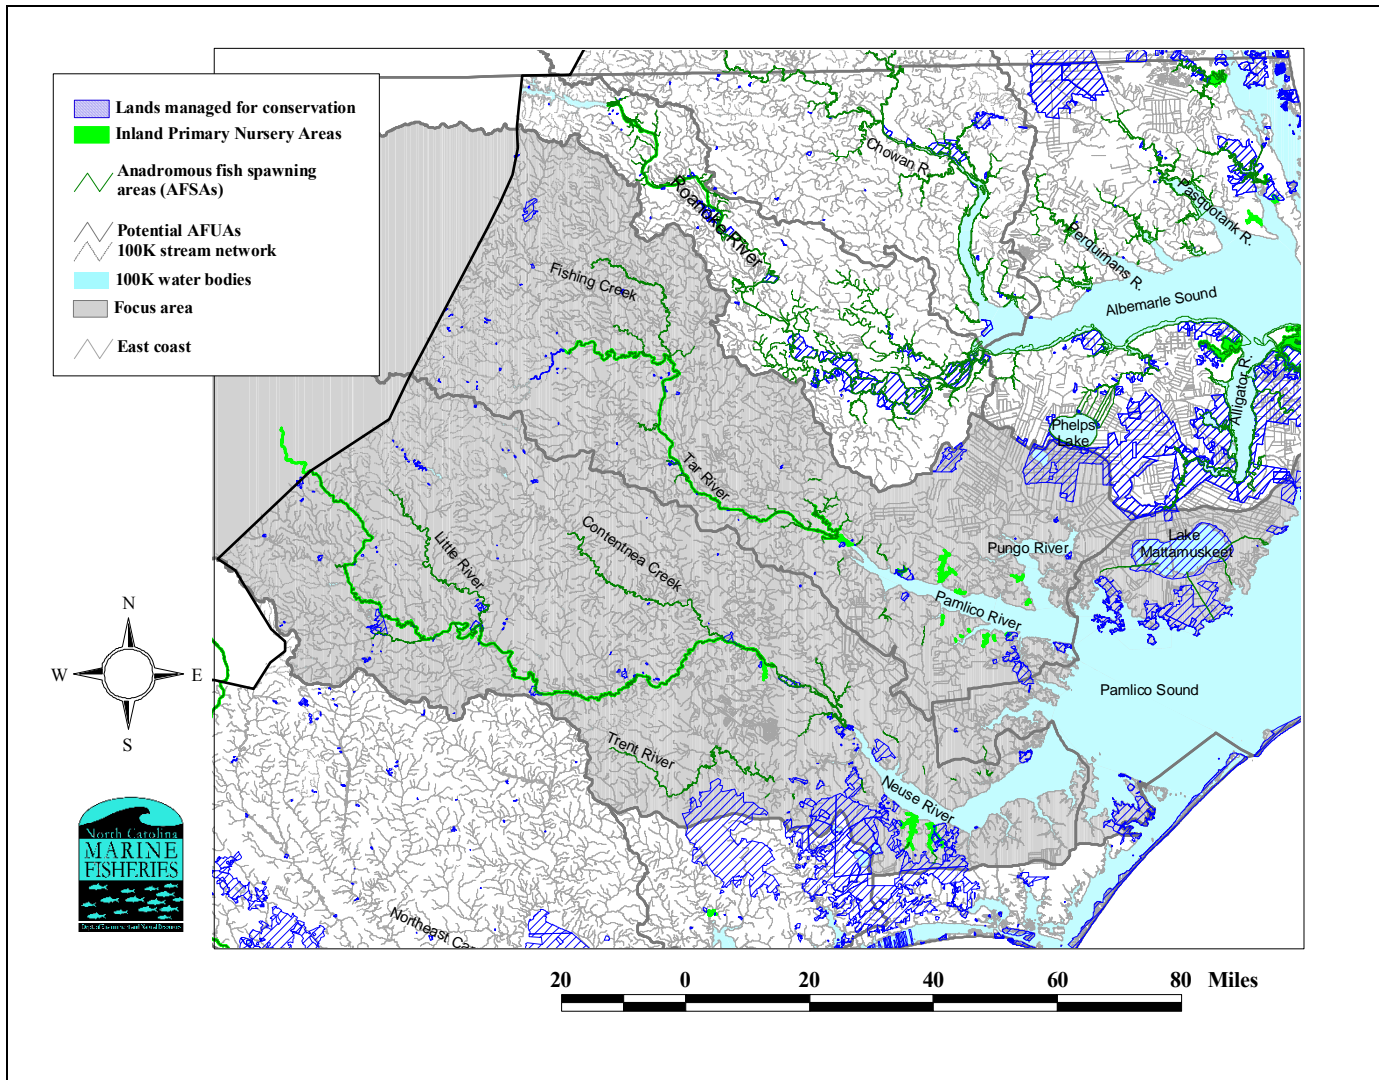 Lands managed for conservation
Inland Primary Nursery Areas
Anadromous fish spawning
areas (AFSAs)
Potential AFUAs
100K stream network
100K water bodies
Focus area
East coast
Chowan R.
Roanoke River
Pasquotank R.
Perquimans R.
Albemarle Sound
Fishing Creek
Alligator R.
Phelps
Lake
Tar River
Contentnea Creek
Little River
Lake
Mattamuskeet
Pungo River
Pamlico River
Pamlico Sound
Trent River
Neuse River
Northeast Ca
N
W
E
S
North Carolina
MARINE
FISHERIES
20 0 20 40 60 80 Miles